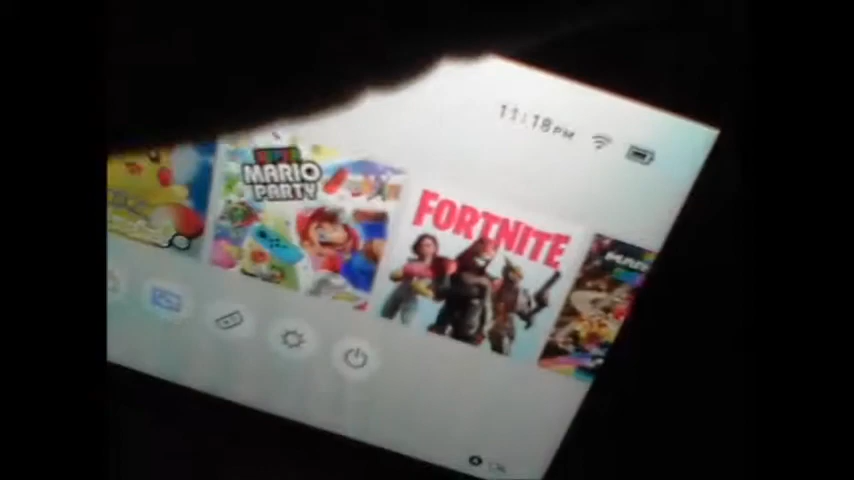 11:18 PM
SUPER
MARIO
PARTY
FORTNITE